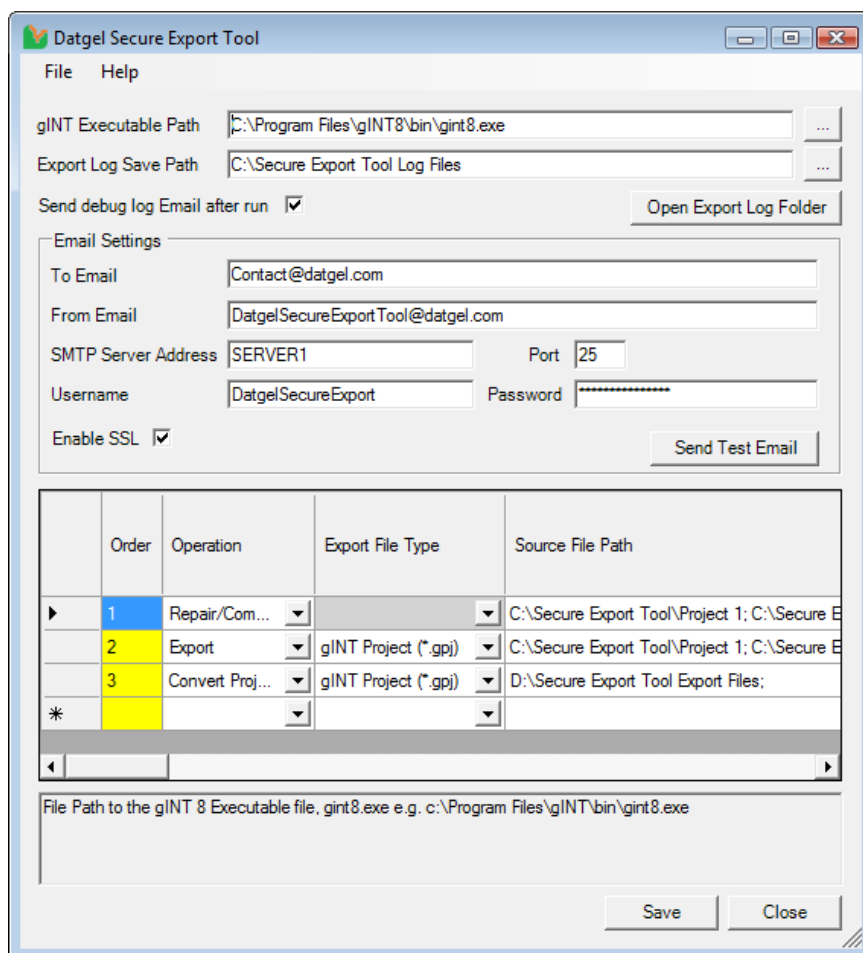 Datgel Secure Export Tool
File Help
gINT Executable Path C:\Program Files\gINT8\bin\gint8.exe ...
Export Log Save Path C:\Secure Export Tool Log Files ...
Send debug log Email after run Open Export Log Folder
Email Settings
To Email Contact@datgel.com
From Email DatgelSecureExportTool@datgel.com
SMTP Server Address SERVER1 Port 25
Username DatgelSecureExport Password ***************
Enable SSL Send Test Email
Order Operation Export File Type Source File Path
1 Repair/Com... C:\Secure Export Tool\Project 1; C:\Secure E
2 Export gINT Project (*.gpj) C:\Secure Export Tool\Project 1; C:\Secure E
3 Convert Proj... gINT Project (*.gpj) D:\Secure Export Tool Export Files;
File Path to the gINT 8 Executable file, gint8.exe e.g. c:\Program Files\gINT\bin\gint8.exe
Save Close